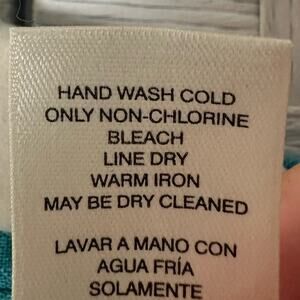 HAND WASH COLD
ONLY NON-CHLORINE
BLEACH
LINE DRY
WARM IRON
MAY BE DRY CLEANED
LAVAR A MANO CON
AGUA FRÍA
SOLAMENTE